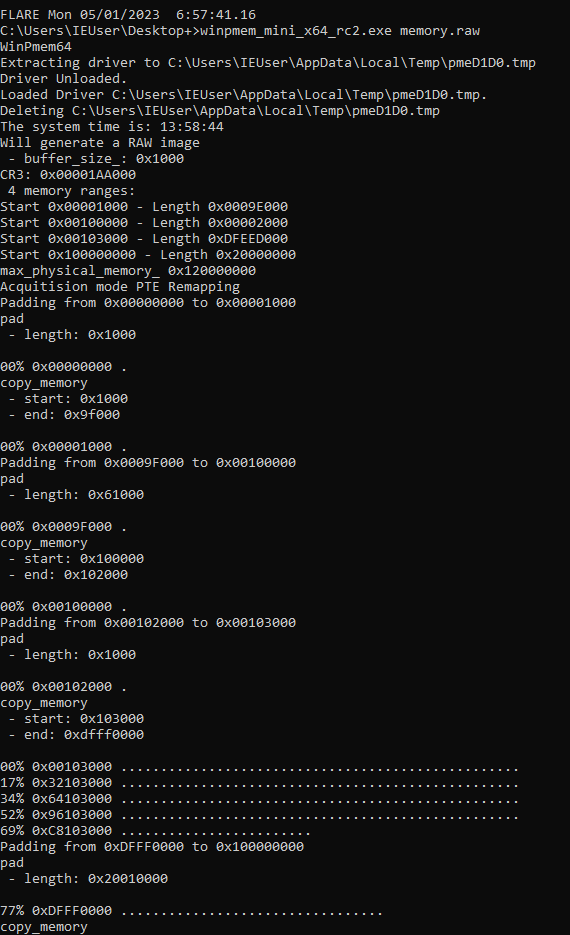 FLARE Mon 05/01/2023  6:57:41.16
C:\Users\IEUser\Desktop+>winpmem_mini_x64_rc2.exe memory.raw
WinPmem64
Extracting driver to C:\Users\IEUser\AppData\Local\Temp\pmeD1D0.tmp
Driver Unloaded.
Loaded Driver C:\Users\IEUser\AppData\Local\Temp\pmeD1D0.tmp.
Deleting C:\Users\IEUser\AppData\Local\Temp\pmeD1D0.tmp
The system time is: 13:58:44
Will generate a RAW image
 - buffer_size_: 0x1000
CR3: 0x00001AA000
 4 memory ranges:
Start 0x00001000 - Length 0x0009E000
Start 0x00100000 - Length 0x00002000
Start 0x00103000 - Length 0xDFEED000
Start 0x100000000 - Length 0x20000000
max_physical_memory_ 0x120000000
Acquitision mode PTE Remapping
Padding from 0x00000000 to 0x00001000
pad
 - length: 0x1000

00% 0x00000000 .
copy_memory
 - start: 0x1000
 - end: 0x9f000

00% 0x00001000 .
Padding from 0x0009F000 to 0x00100000
pad
 - length: 0x61000

00% 0x0009F000 .
copy_memory
 - start: 0x100000
 - end: 0x102000

00% 0x00100000 .
Padding from 0x00102000 to 0x00103000
pad
 - length: 0x1000

00% 0x00102000 .
copy_memory
 - start: 0x103000
 - end: 0xdfff0000

00% 0x00103000 ..................................................
17% 0x32103000 ..................................................
34% 0x64103000 ..................................................
52% 0x96103000 ..................................................
69% 0xC8103000 ........................
Padding from 0xDFFF0000 to 0x100000000
pad
 - length: 0x20010000

77% 0xDFFF0000 .................................
copy_memory